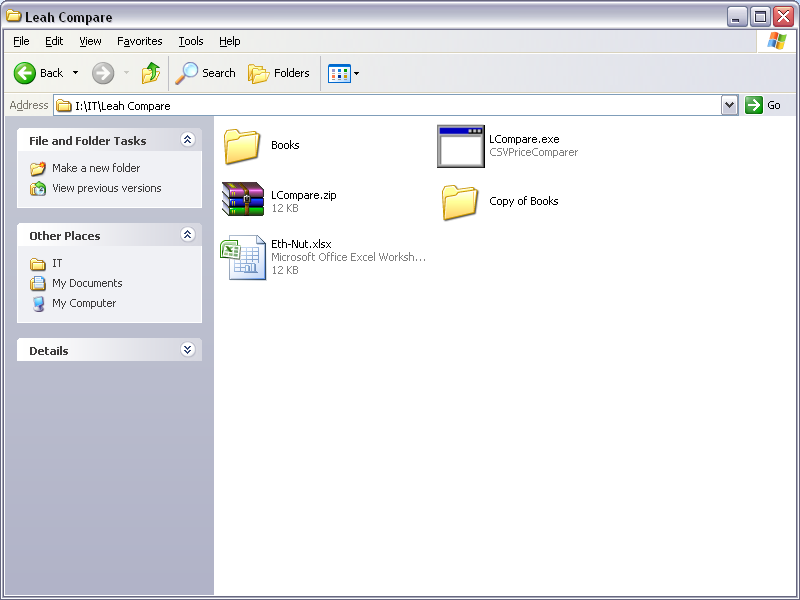 Leah Compare
File Edit View Favorites Tools Help
Back Search Folders
Address I:\IT\Leah Compare Go
File and Folder Tasks
Make a new folder
View previous versions
Other Places
IT
My Documents
My Computer
Details
Books
LCompare.exe
CSVPriceComparer
LCompare.zip
12 KB
Copy of Books
Eth-Nut.xlsx
Microsoft Office Excel Worksh...
12 KB